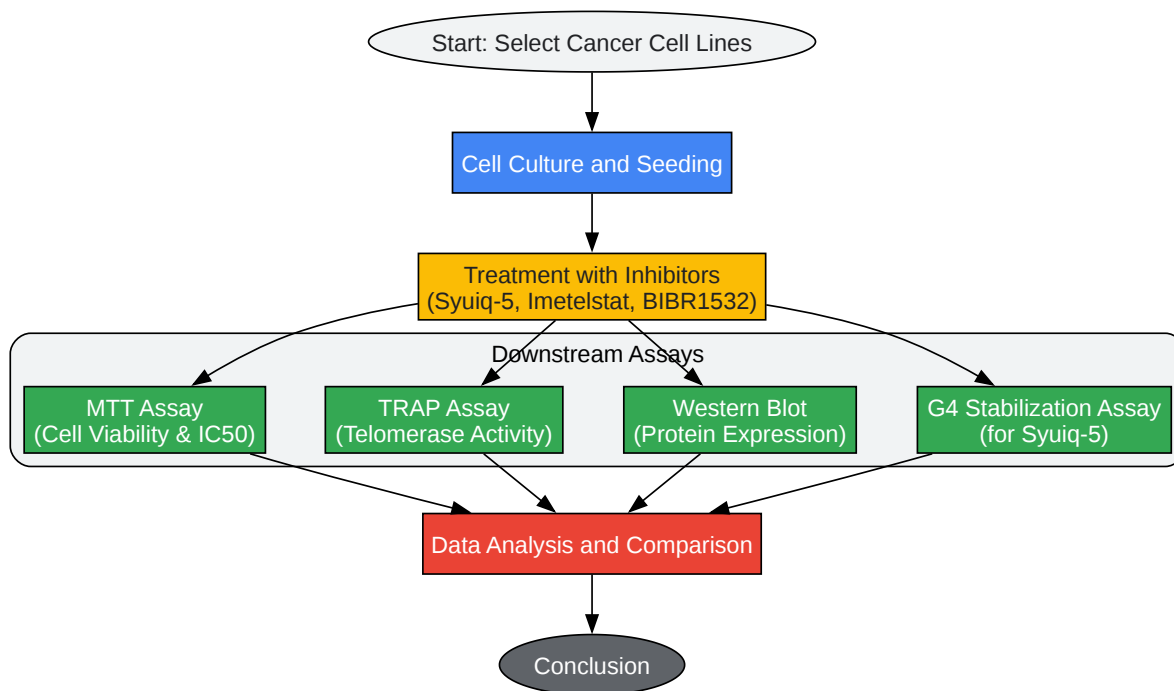 Start: Select Cancer Cell Lines
Cell Culture and Seeding
Treatment with Inhibitors
(Syuiq-5, Imetelstat, BIBR1532)
Downstream Assays
MTT Assay
(Cell Viability & IC50)
TRAP Assay
(Telomerase Activity)
Western Blot
(Protein Expression)
G4 Stabilization Assay
(for Syuiq-5)
Data Analysis and Comparison
Conclusion